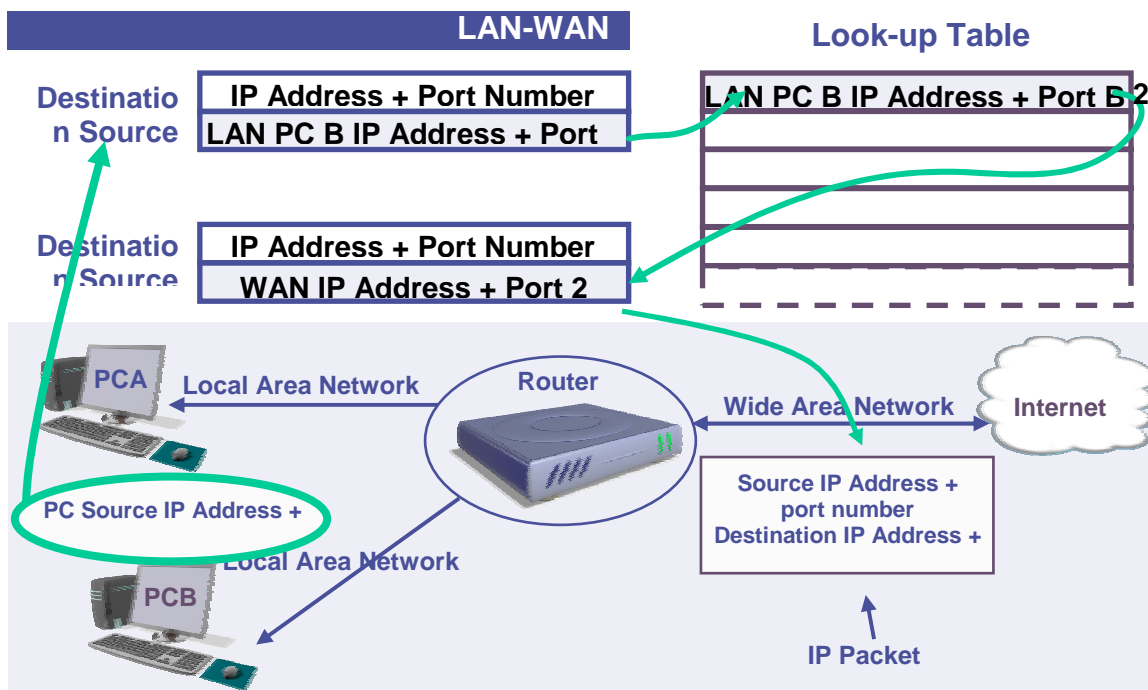 LAN-WAN
Look-up Table
Destinatio
n Source
IP Address + Port Number
LAN PC B IP Address + Port
LAN PC B IP Address + Port B 2
Destinatio
n Source
IP Address + Port Number
WAN IP Address + Port 2
PCA
Local Area Network
Router
Wide Area Network
Internet
PC Source IP Address +
Source IP Address +
port number
Destination IP Address +
Local Area Network
PCB
IP Packet